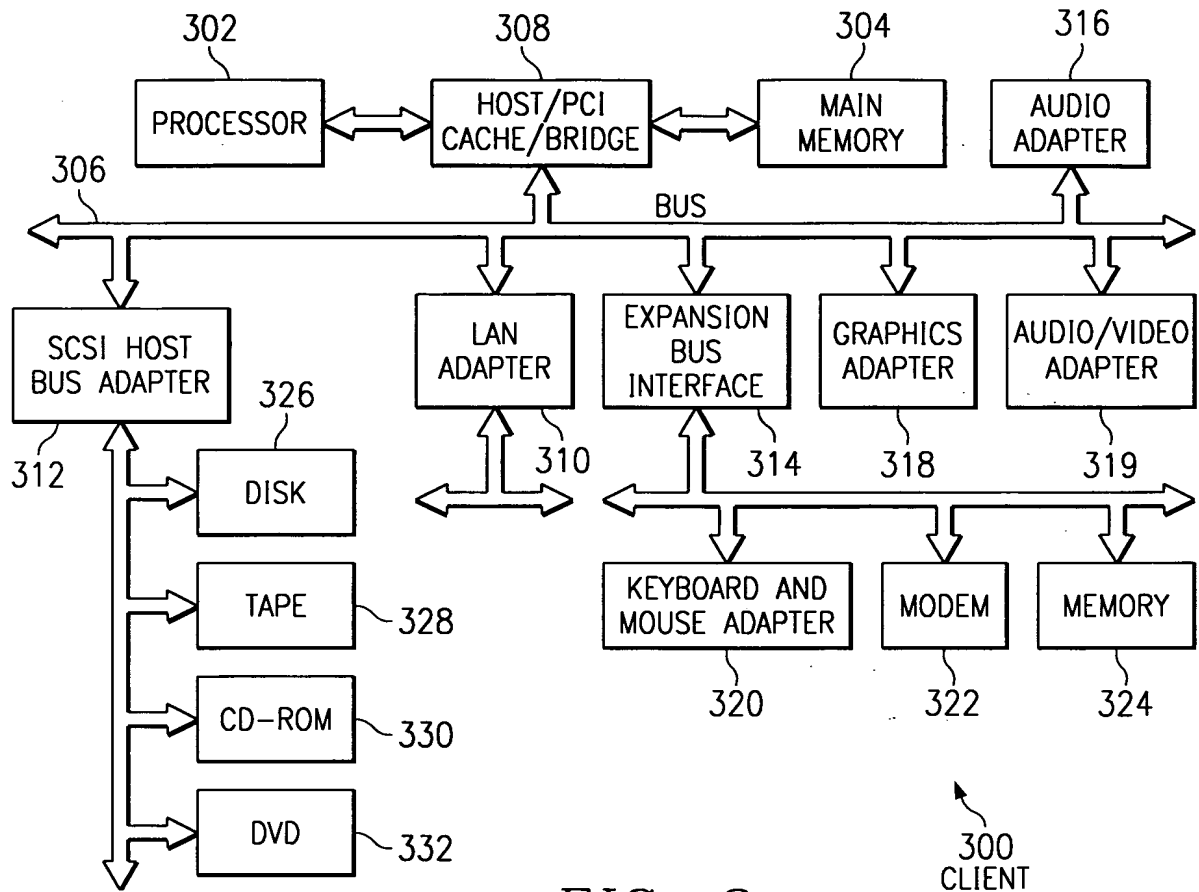 302
308
304
316
PROCESSOR
HOST/PCI
CACHE/BRIDGE
MAIN
MEMORY
AUDIO
ADAPTER
306
BUS
SCSI HOST
BUS ADAPTER
LAN
ADAPTER
EXPANSION
BUS
INTERFACE
GRAPHICS
ADAPTER
AUDIO/VIDEO
ADAPTER
312
326
310
314
318
319
DISK
TAPE
328
KEYBOARD AND
MOUSE ADAPTER
MODEM
MEMORY
320
322
324
CD-ROM
330
DVD
332
300
CLIENT